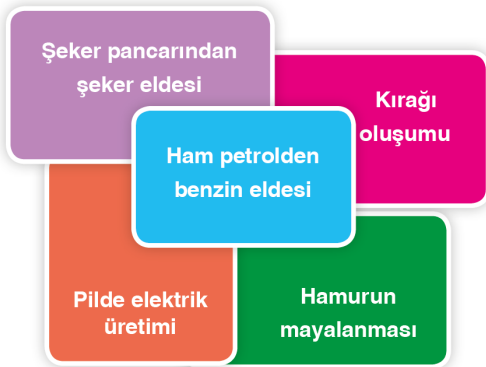 Şeker pancarından
şeker eldesi
Kırağı
oluşumu
Ham petrolden
benzin eldesi
Pilde elektrik
üretimi
Hamurun
mayalanması